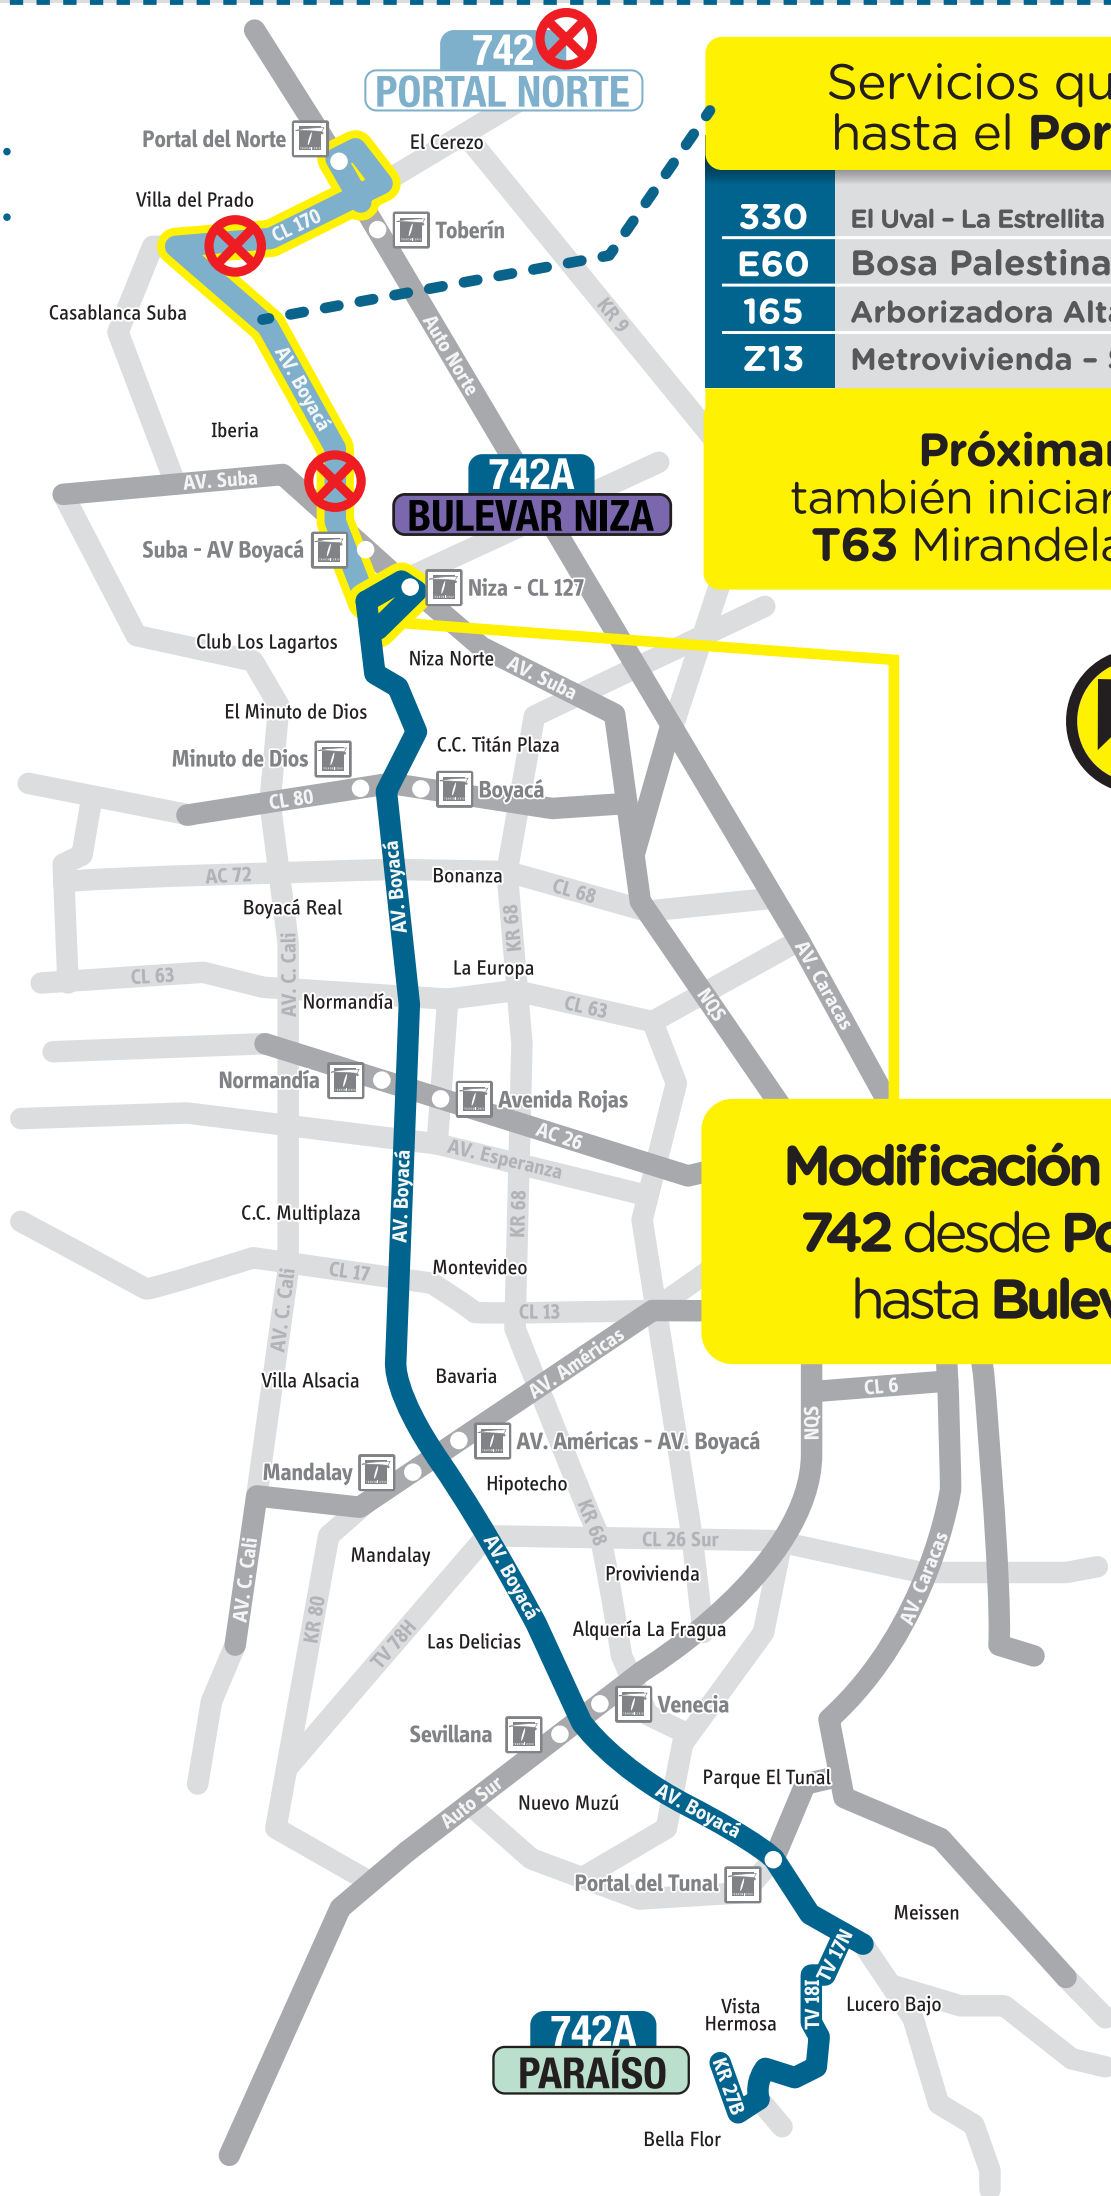 742
PORTAL NORTE
Servicios qu
hasta el Por
Portal del Norte
El Cerezo
Villa del Prado
CL 170
Toberín
330 El Uval – La Estrellita
E60 Bosa Palestina
165 Arborizadora Alta
Z13 Metrovivienda – S
Casablanca Suba
KR 9
Auto Norte
AV. Boyacá
Iberia
Próximar
también iniciar
T63 Mirandela
AV. Suba
742A
BULEVAR NIZA
Suba - AV Boyacá
Niza - CL 127
Club Los Lagartos
Niza Norte
AV. Suba
El Minuto de Dios
C.C. Titán Plaza
Minuto de Dios
Boyacá
CL 80
AV. Boyacá
AC 72
Bonanza
CL 68
Boyacá Real
KR 68
AV. C. Cali
La Europa
CL 63
Normandía
CL 63
NQS
AV. Caracas
Normandía
Avenida Rojas
AC 26
AV. Esperanza
AV. Boyacá
KR 68
Modificación
742 desde Po
hasta Bulev
C.C. Multiplaza
CL 17
Montevideo
AV. C. Cali
CL 13
AV. Américas
Villa Alsacia
Bavaria
CL 6
NQS
AV. Américas - AV. Boyacá
Mandalay
Hipotecho
KR 68
CL 26 Sur
AV. C. Cali
Mandalay
AV. Boyacá
Provivienda
AV. Caracas
KR 80
TV 78H
Las Delicias
Alquería La Fragua
Venecia
Sevillana
Parque El Tunal
Auto Sur
Nuevo Muzú
AV. Boyacá
Portal del Tunal
Meissen
TV 17N
TV 18I
Vista
Hermosa
Lucero Bajo
742A
PARAÍSO
KR 27B
Bella Flor